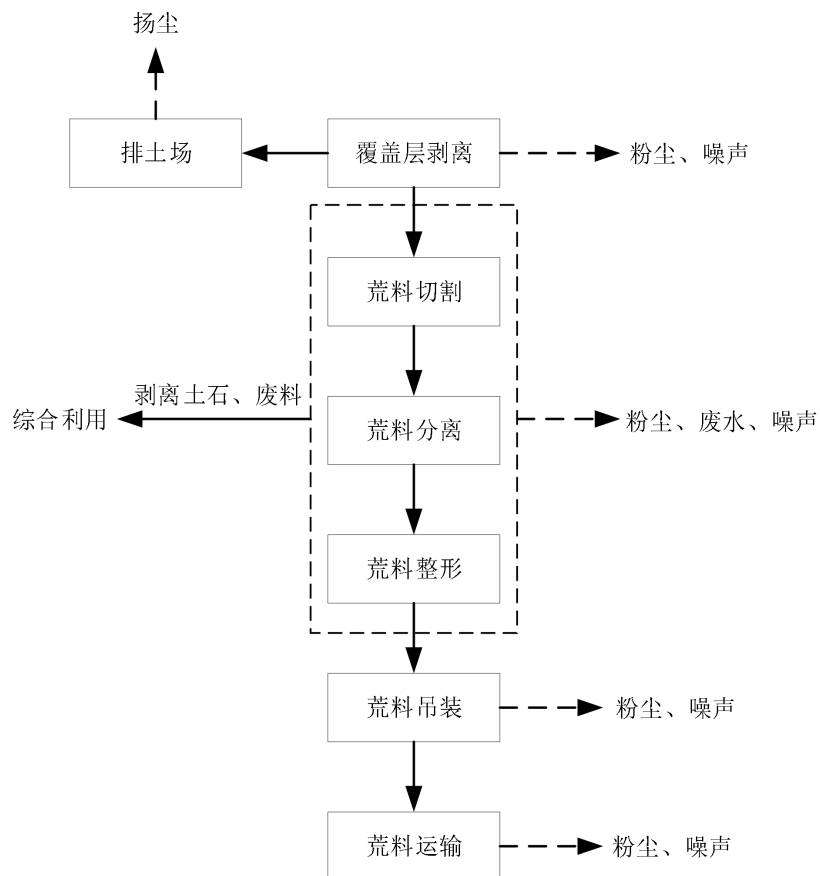 扬尘
排土场
覆盖层剥离
粉尘、噪声
荒料切割
剥离土石、废料
综合利用
荒料分离
粉尘、废水、噪声
荒料整形
荒料吊装
粉尘、噪声
荒料运输
粉尘、噪声